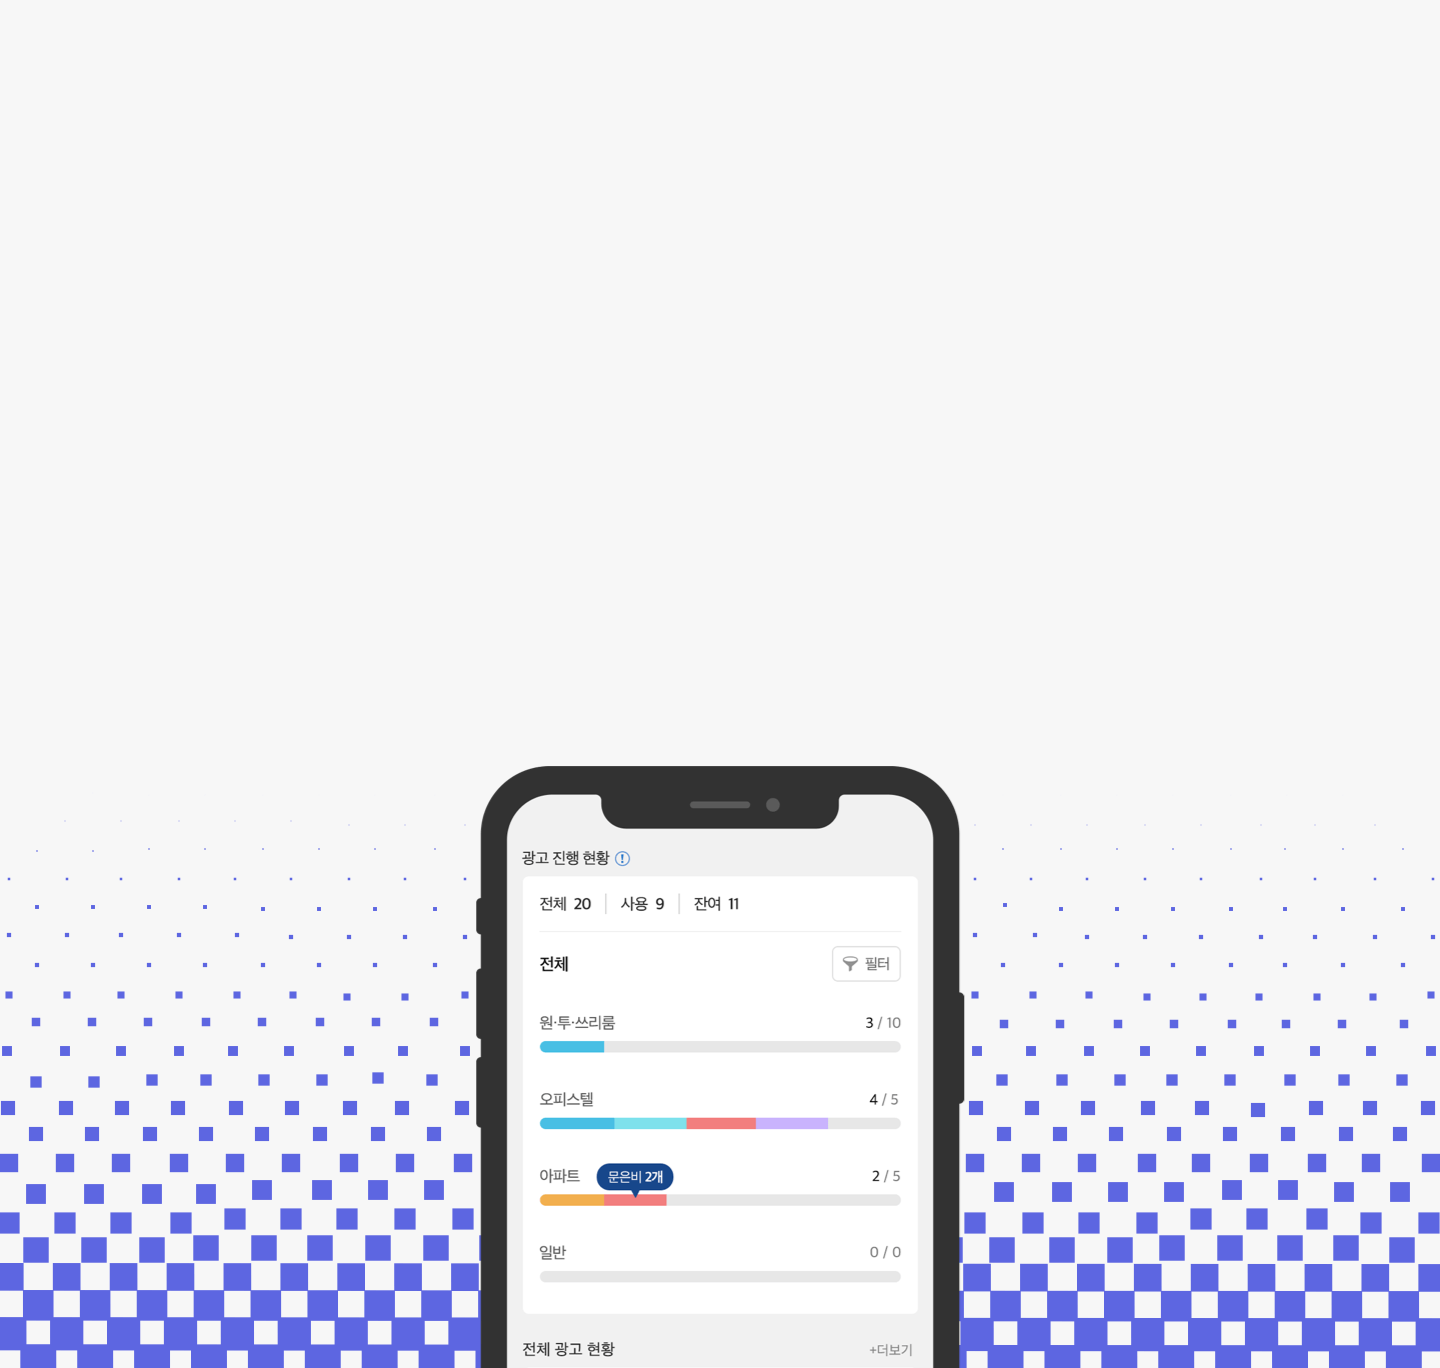 광고 진행 현황
전체 20 사용 9 잔여 11
전체 필터
원·투·쓰리룸 3 / 10
오피스텔 4 / 5
아파트 문은비 2개 2 / 5
일반 0 / 0
전체 광고 현황 +더보기